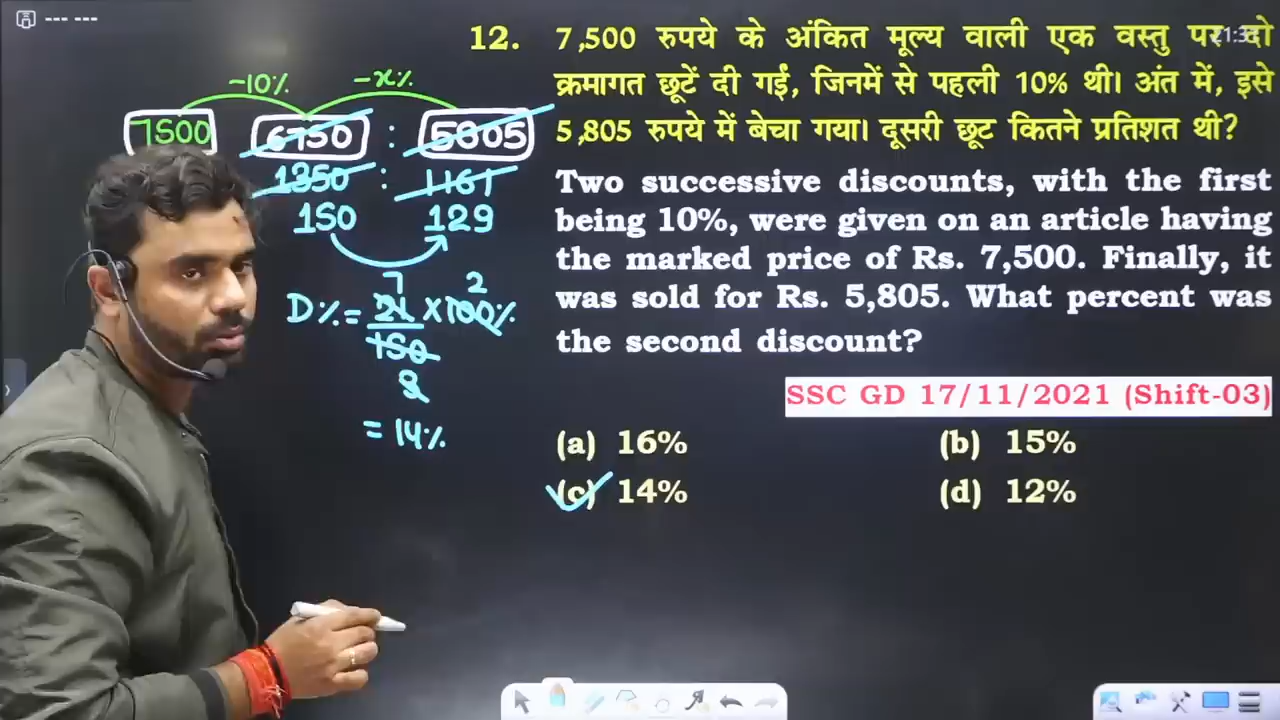 12. 7,500 रुपये के अंकित मूल्य वाली एक वस्तु पर दो
क्रमागत छूटें दी गईं, जिनमें से पहली 10% थी। अंत में, इसे
5,805 रुपये में बेचा गया। दूसरी छूट कितने प्रतिशत थी?
Two successive discounts, with the first
being 10%, were given on an article having
the marked price of Rs. 7,500. Finally, it
was sold for Rs. 5,805. What percent was
the second discount?
SSC GD 17/11/2021 (Shift-03)
(a) 16% (b) 15%
(c) 14% (d) 12%
-10% -x%
7500 6750 : 5805
1350 : 1161
150 129
7 2
D% = 21 × 100%
150
= 14%